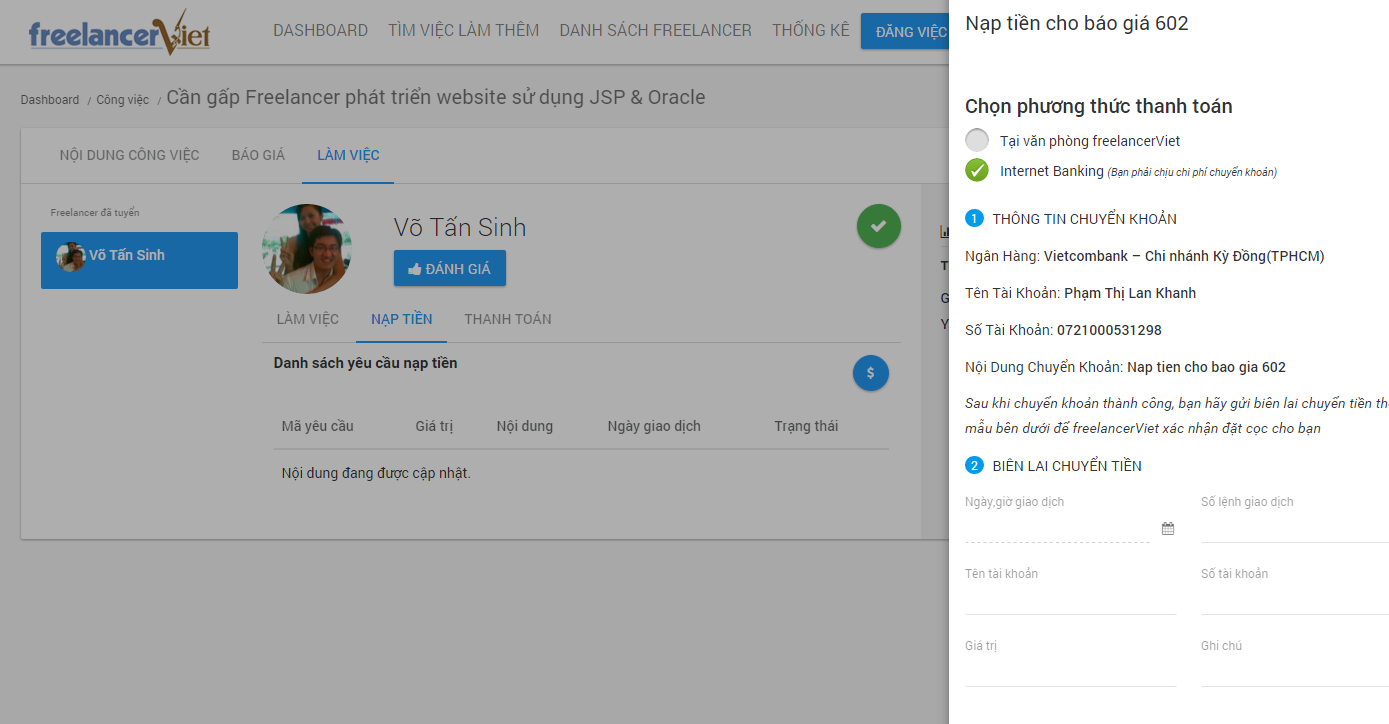 freelancerViet
DASHBOARD TÌM VIỆC LÀM THÊM DANH SÁCH FREELANCER THỐNG KÊ ĐĂNG VIỆC
Dashboard / Công việc / Cần gấp Freelancer phát triển website sử dụng JSP & Oracle
NỘI DUNG CÔNG VIỆC BÁO GIÁ LÀM VIỆC
Freelancer đã tuyển
Võ Tấn Sinh
Võ Tấn Sinh
ĐÁNH GIÁ
LÀM VIỆC NẠP TIỀN THANH TOÁN
Danh sách yêu cầu nạp tiền
$
Mã yêu cầu Giá trị Nội dung Ngày giao dịch Trạng thái
Nội dung đang được cập nhật.
Nạp tiền cho báo giá 602
Chọn phương thức thanh toán
Tại văn phòng freelancerViet
Internet Banking (Bạn phải chịu chi phí chuyển khoản)
1 THÔNG TIN CHUYỂN KHOẢN
Ngân Hàng: Vietcombank – Chi nhánh Kỳ Đồng(TPHCM)
Tên Tài Khoản: Phạm Thị Lan Khanh
Số Tài Khoản: 0721000531298
Nội Dung Chuyển Khoản: Nap tien cho bao gia 602
Sau khi chuyển khoản thành công, bạn hãy gửi biên lai chuyển tiền
mẫu bên dưới để freelancerViet xác nhận đặt cọc cho bạn
2 BIÊN LAI CHUYỂN TIỀN
Ngày,giờ giao dịch Số lệnh giao dịch
Tên tài khoản Số tài khoản
Giá trị Ghi chú